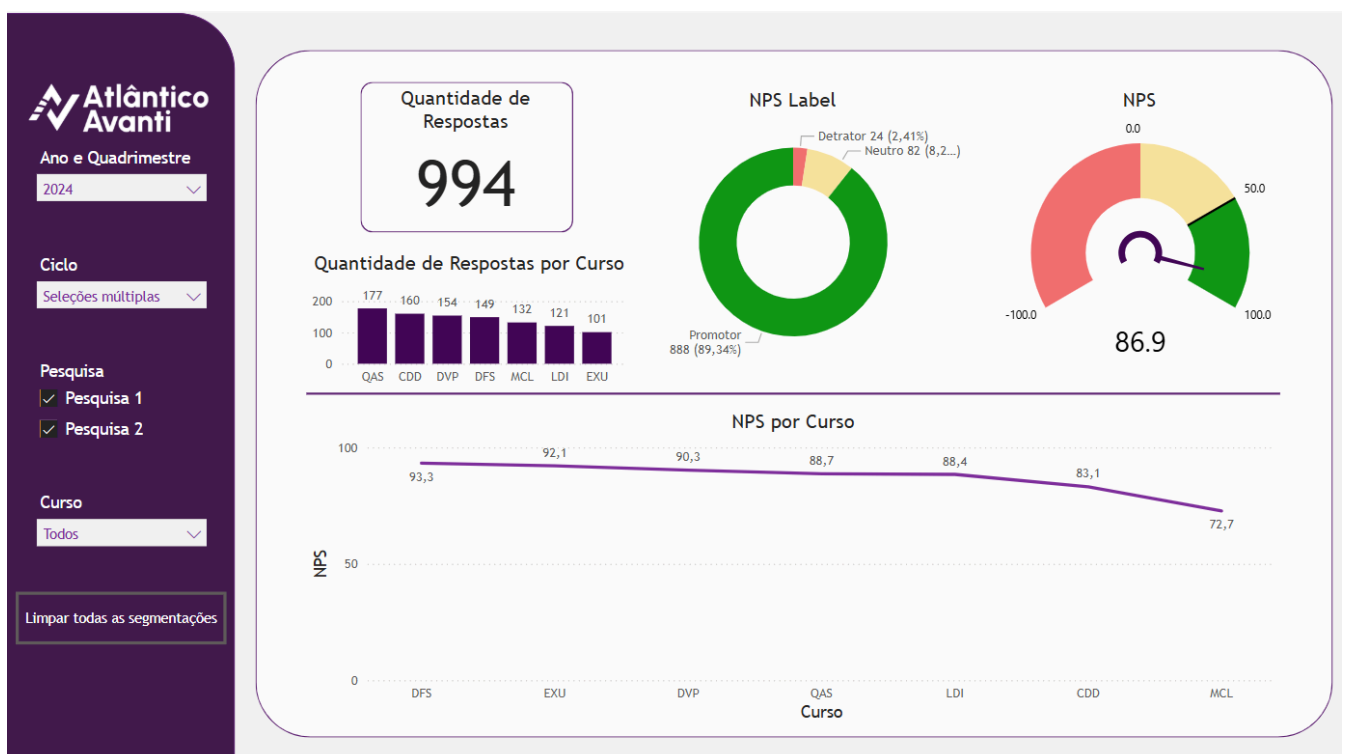 Atlântico
Avanti
Ano e Quadrimestre
2024
Ciclo
Seleções múltiplas
Pesquisa
Pesquisa 1
Pesquisa 2
Curso
Todos
Limpar todas as segmentações
Quantidade de
Respostas
994
Quantidade de Respostas por Curso
200
100
0
177 160 154 149 132 121 101
QAS CDD DVP DFS MCL LDI EXU
NPS Label
Detrator 24 (2,41%)
Neutro 82 (8,2...)
Promotor
888 (89,34%)
NPS
0.0
50.0
-100.0
100.0
86.9
NPS por Curso
NPS
100
50
0
93,3 92,1 90,3 88,7 88,4 83,1 72,7
DFS EXU DVP QAS LDI CDD MCL
Curso